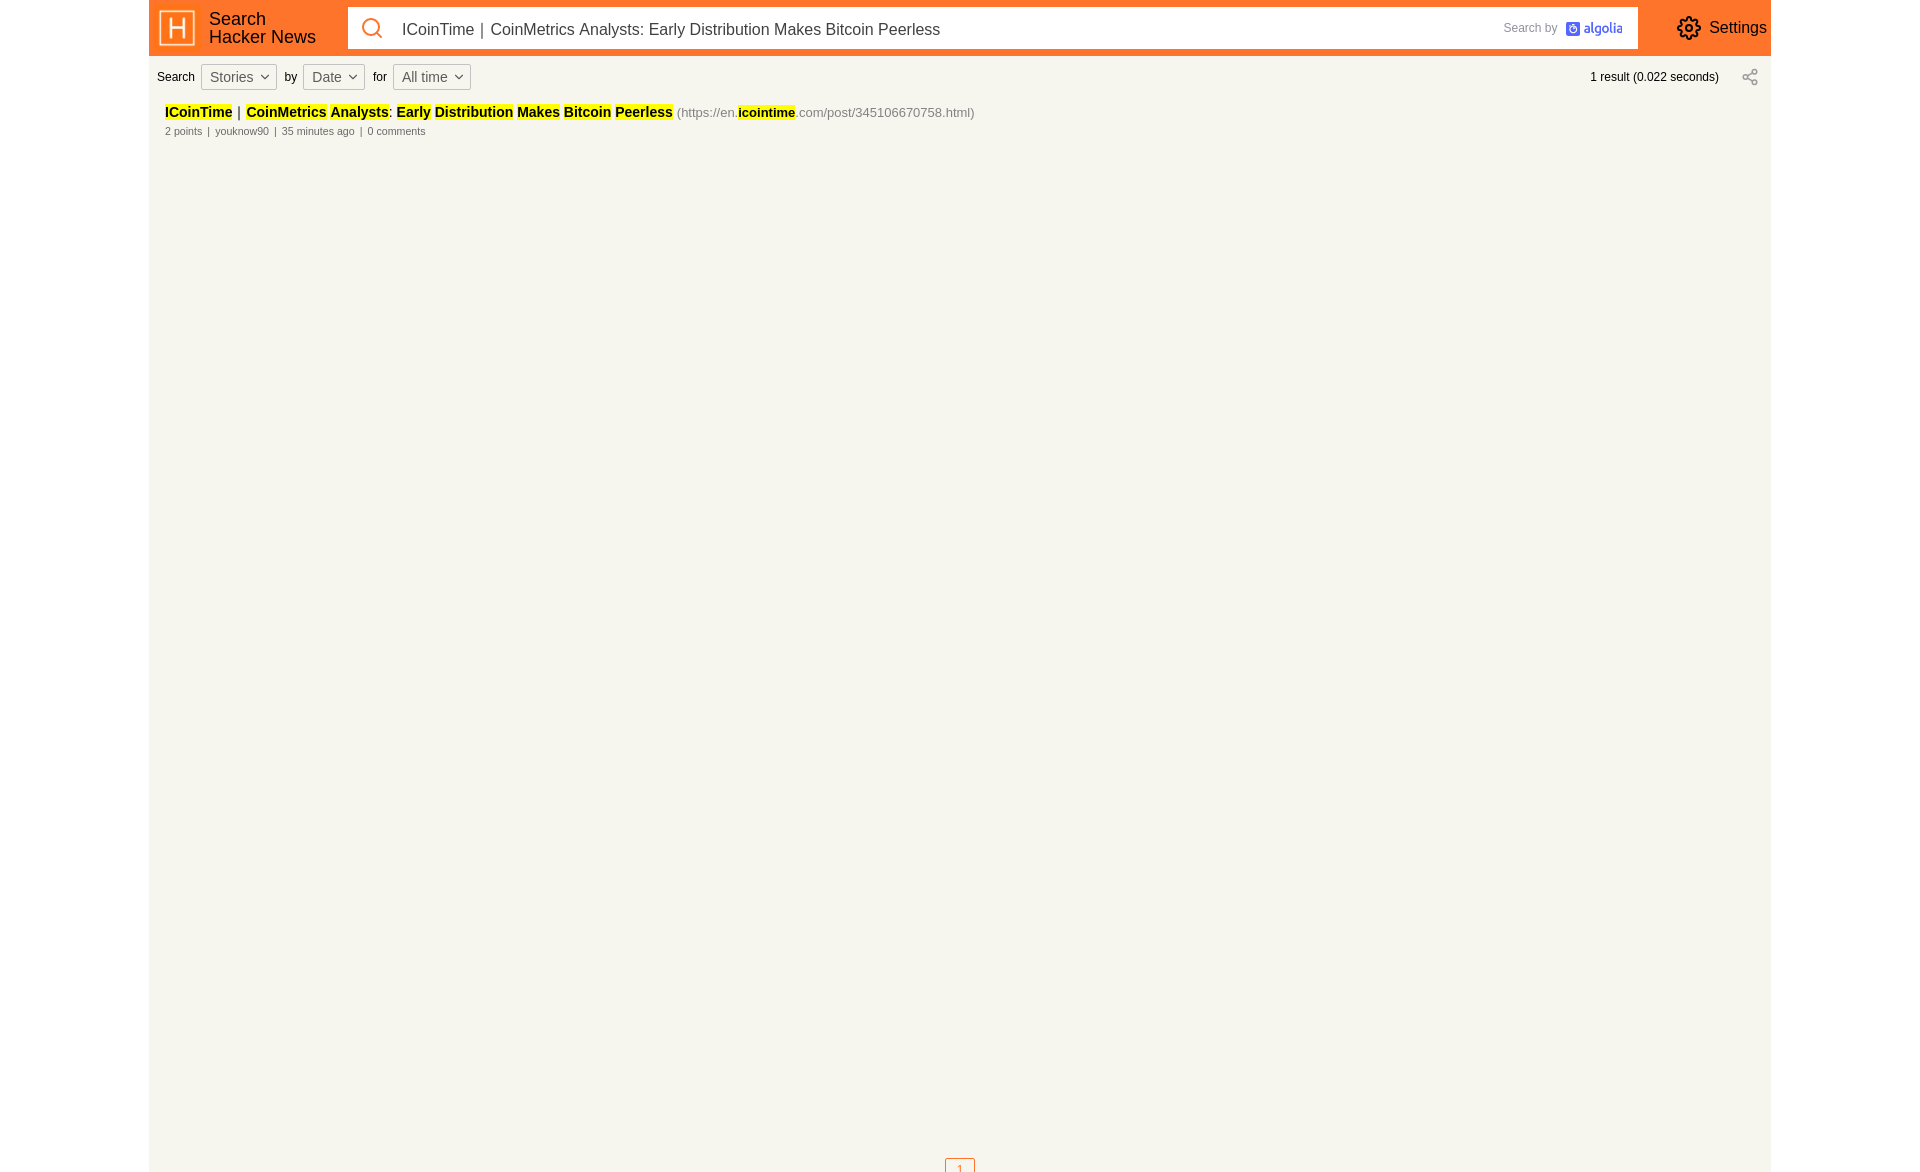 Search
Hacker News
ICoinTime｜CoinMetrics Analysts: Early Distribution Makes Bitcoin Peerless
Search by algolia
Settings
Search Stories by Date for All time
1 result (0.022 seconds)
ICoinTime｜CoinMetrics Analysts: Early Distribution Makes Bitcoin Peerless (https://en.icointime.com/post/345106670758.html)
2 points | youknow90 | 35 minutes ago | 0 comments
1